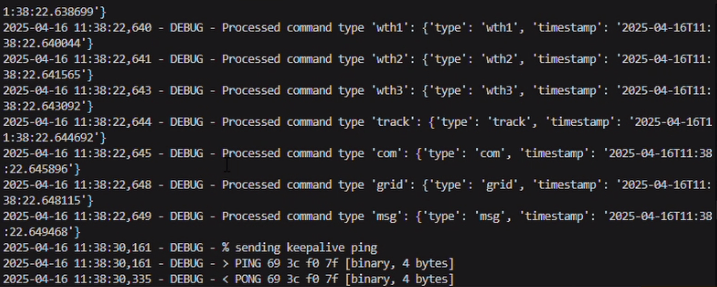 1:38:22.638699'}
2025-04-16 11:38:22,640 - DEBUG - Processed command type 'wth1': {'type': 'wth1', 'timestamp': '2025-04-16T11:
38:22.640044'}
2025-04-16 11:38:22,642 - DEBUG - Processed command type 'wth2': {'type': 'wth2', 'timestamp': '2025-04-16T11:
38:22.641565'}
2025-04-16 11:38:22,643 - DEBUG - Processed command type 'wth3': {'type': 'wth3', 'timestamp': '2025-04-16T11:
38:22.643092'}
2025-04-16 11:38:22,644 - DEBUG - Processed command type 'track': {'type': 'track', 'timestamp': '2025-04-16T1
1:38:22.644692'}
2025-04-16 11:38:22,645 - DEBUG - Processed command type 'com': {'type': 'com', 'timestamp': '2025-04-16T11:38
:22.645896'}
2025-04-16 11:38:22,648 - DEBUG - Processed command type 'grid': {'type': 'grid', 'timestamp': '2025-04-16T11:
38:22.648115'}
2025-04-16 11:38:22,649 - DEBUG - Processed command type 'msg': {'type': 'msg', 'timestamp': '2025-04-16T11:38
:22.649468'}
2025-04-16 11:38:30,161 - DEBUG - % sending keepalive ping
2025-04-16 11:38:30,161 - DEBUG - > PING 69 3c f0 7f [binary, 4 bytes]
2025-04-16 11:38:30,335 - DEBUG - < PONG 69 3c f0 7f [binary, 4 bytes]